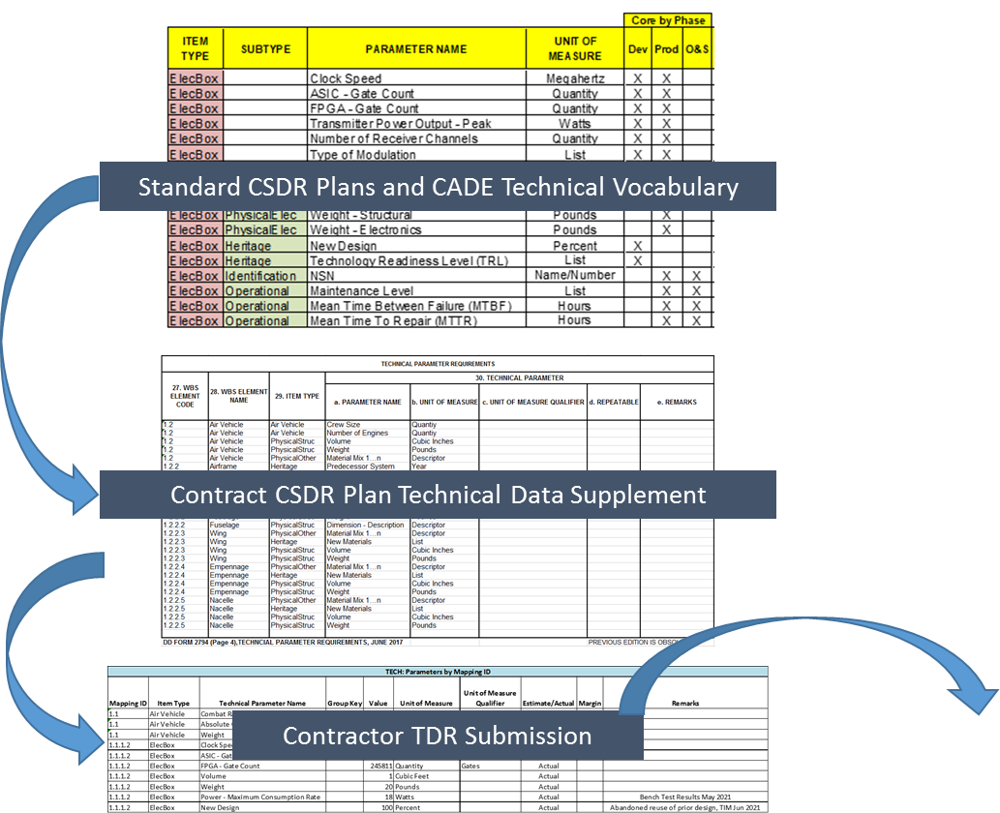 Core by Phase
ITEM TYPE SUBTYPE PARAMETER NAME UNIT OF MEASURE Dev Prod O&S
ElecBox Clock Speed Megahertz X X
ElecBox ASIC - Gate Count Quantity X X
ElecBox FPGA - Gate Count Quantity X X
ElecBox Transmitter Power Output - Peak Watts X X
ElecBox Number of Receiver Channels Quantity X X
ElecBox Type of Modulation List X X
Standard CSDR Plans and CADE Technical Vocabulary
ElecBox PhysicalElec Weight - Structural Pounds X
ElecBox PhysicalElec Weight - Electronics Pounds X
ElecBox Heritage New Design Percent X
ElecBox Heritage Technology Readiness Level (TRL) List X
ElecBox Identification NSN Name/Number X X
ElecBox Operational Maintenance Level List X X
ElecBox Operational Mean Time Between Failure (MTBF) Hours X X
ElecBox Operational Mean Time To Repair (MTTR) Hours X X
TECHNICAL PARAMETER REQUIREMENTS
27. WBS ELEMENT CODE 28. WBS ELEMENT NAME 29. ITEM TYPE 30. TECHNICAL PARAMETER
a. PARAMETER NAME b. UNIT OF MEASURE c. UNIT OF MEASURE QUALIFIER d. REPEATABLE e. REMARKS
1.2 Air Vehicle Air Vehicle Crew Size Quantiy
1.2 Air Vehicle Air Vehicle Number of Engines Quantiy
1.2 Air Vehicle PhysicalStruc Volume Cubic Inches
1.2 Air Vehicle PhysicalStruc Weight Pounds
1.2 Air Vehicle PhysicalOther Material Mix 1...n Descriptor
1.2.2 Airframe Heritage Predecessor System Year
Contract CSDR Plan Technical Data Supplement
1.2.2.2 Fuselage PhysicalStruc Dimension - Description Descriptor
1.2.2.3 Wing PhysicalOther Material Mix 1...n Descriptor
1.2.2.3 Wing Heritage New Materials List
1.2.2.3 Wing PhysicalStruc Volume Cubic Inches
1.2.2.3 Wing PhysicalStruc Weight Pounds
1.2.2.4 Empennage PhysicalOther Material Mix 1...n Descriptor
1.2.2.4 Empennage Heritage New Materials List
1.2.2.4 Empennage PhysicalStruc Volume Cubic Inches
1.2.2.4 Empennage PhysicalStruc Weight Pounds
1.2.2.5 Nacelle PhysicalOther Material Mix 1...n Descriptor
1.2.2.5 Nacelle Heritage New Materials List
1.2.2.5 Nacelle PhysicalStruc Volume Cubic Inches
1.2.2.5 Nacelle PhysicalStruc Weight Pounds
DD FORM 2794 (Page 4),TECHNCIAL PARAMETER REQUIREMENTS, JUNE 2017 PREVIOUS EDITION IS
TECH: Parameters by Mapping ID
Mapping ID Item Type Technical Parameter Name Group Key Value Unit of Measure Unit of Measure Qualifier Estimate/Actual Margin Remarks
1.1 Air Vehicle Combat
1.1 Air Vehicle
1.1 Air Vehicle Weight
Contractor TDR Submission
1.1.1.2 ElecBox Clock
1.1.1.2 ElecBox ASIC -
1.1.1.2 ElecBox FPGA - Gate Count 245811 Quantity Gates Actual
1.1.1.2 ElecBox Volume 1 Cubic Feet Actual
1.1.1.2 ElecBox Weight 20 Pounds Actual
1.1.1.2 ElecBox Power - Maximum Consumption Rate 18 Watts Actual Bench Test Results May 2021
1.1.1.2 ElecBox New Design 100 Percent Actual Abandoned reuse of prior design, TIM Jun 2021